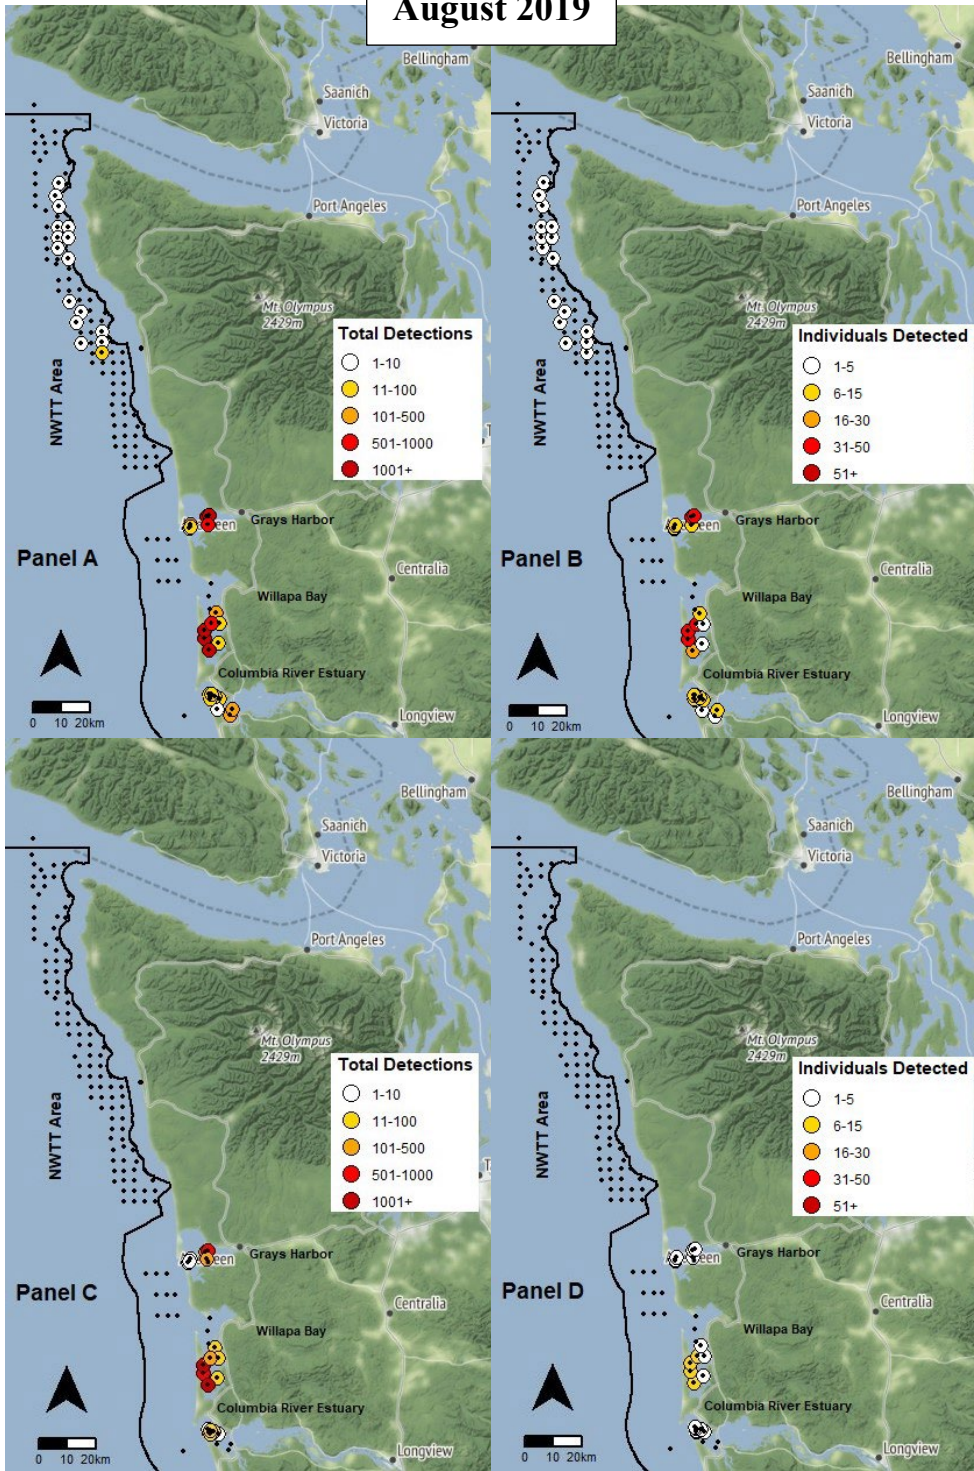 August 2019
Bellingham
Saanich
Victoria
Port Angeles
Mt. Olympus
2429m
Total Detections
1-10
11-100
101-500
501-1000
1001+
NWTT Area
Grays Harbor
Panel A
Centralia
Willapa Bay
Columbia River Estuary
0 10 20km
Longview
Bellingham
Saanich
Victoria
Port Angeles
Mt. Olympus
2429m
Individuals Detected
1-5
6-15
16-30
31-50
51+
NWTT Area
Grays Harbor
Panel B
Centralia
Willapa Bay
Columbia River Estuary
0 10 20km
Longview
Bellingham
Saanich
Victoria
Port Angeles
Mt. Olympus
2429m
Total Detections
1-10
11-100
101-500
501-1000
1001+
NWTT Area
Grays Harbor
Panel C
Centralia
Willapa Bay
Columbia River Estuary
0 10 20km
Longview
Bellingham
Saanich
Victoria
Port Angeles
Mt. Olympus
2429m
Individuals Detected
1-5
6-15
16-30
31-50
51+
NWTT Area
Grays Harbor
Panel D
Centralia
Willapa Bay
Columbia River Estuary
0 10 20km
Longview